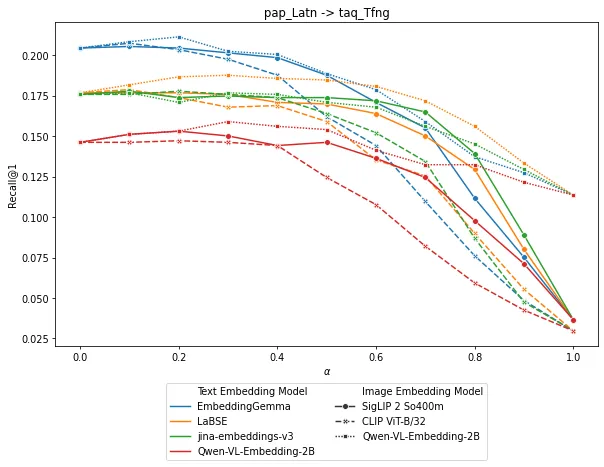 pap_Latn -> taq_Tfng
Recall@1
0.200
0.175
0.150
0.125
0.100
0.075
0.050
0.025
0.0 0.2 0.4 0.6 0.8 1.0
α
Text Embedding Model
EmbeddingGemma
LaBSE
jina-embeddings-v3
Qwen-VL-Embedding-2B
Image Embedding Model
SigLIP 2 So400m
CLIP ViT-B/32
Qwen-VL-Embedding-2B